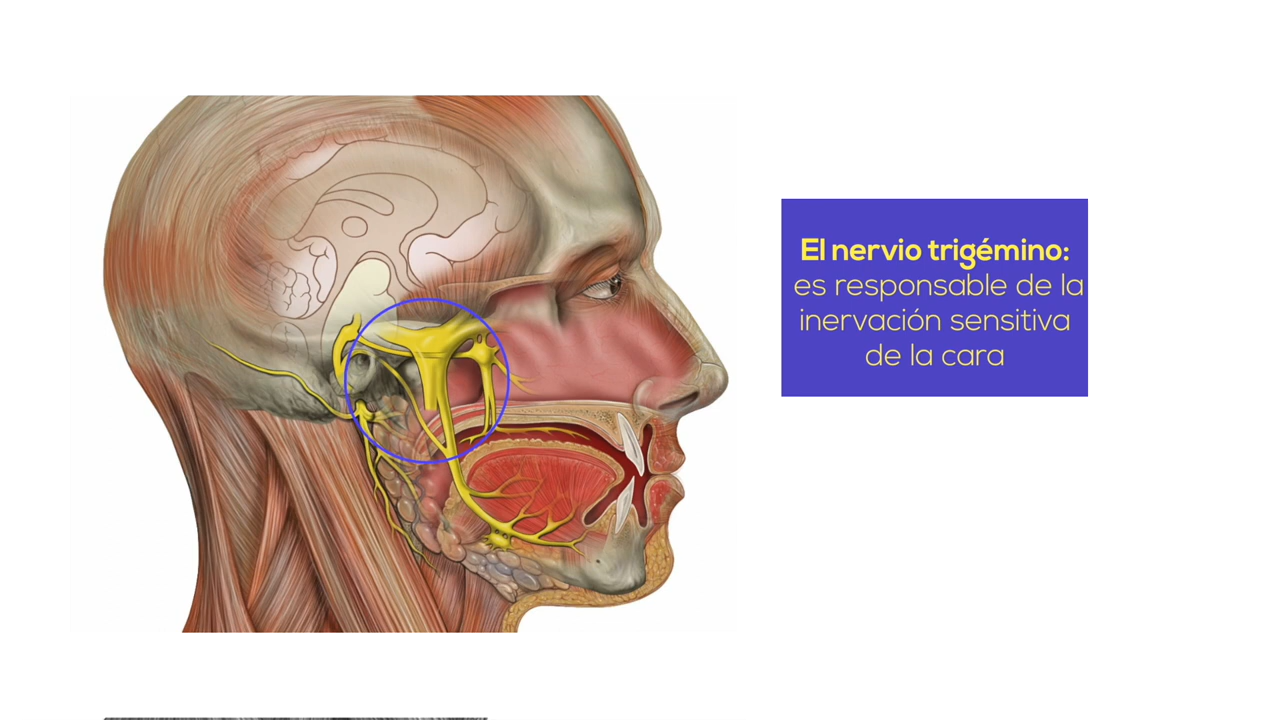 El nervio trigémino:
es responsable de la
inervación sensitiva
de la cara